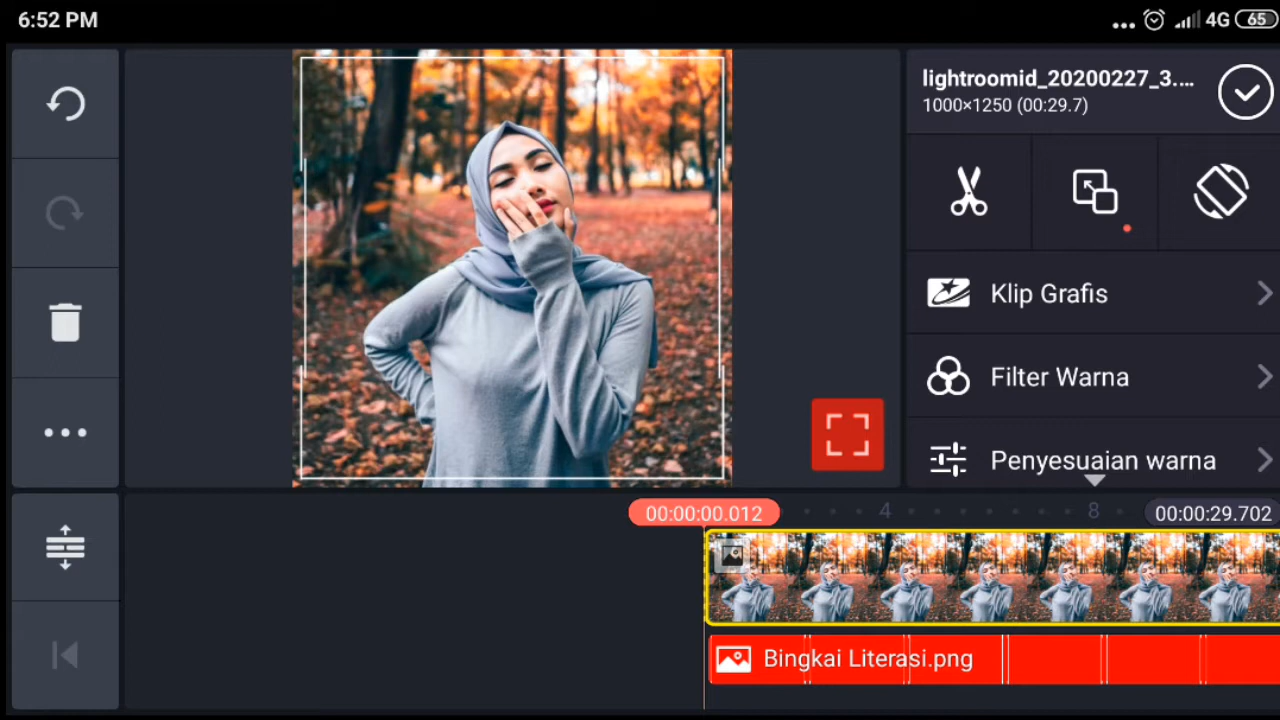 6:52 PM
4G 65
lightroomid_20200227_3....
1000×1250 (00:29.7)
Klip Grafis
Filter Warna
Penyesuaian warna
00:00:00.012
4
8
00:00:29.702
Bingkai Literasi.png